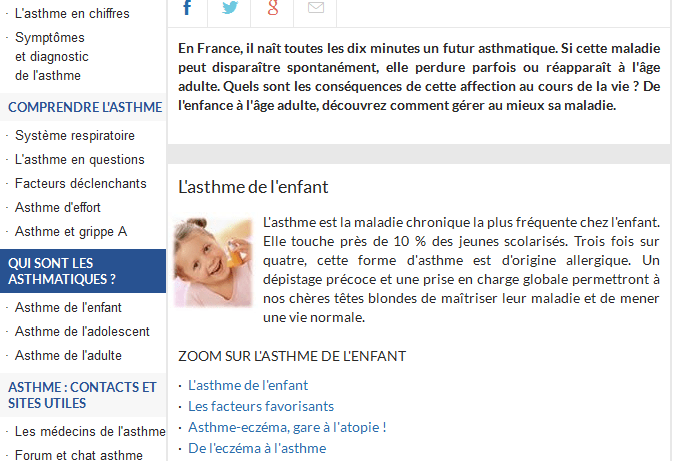 · L'asthme en chiffres
· Symptômes
et diagnostic
de l'asthme
COMPRENDRE L'ASTHME
· Système respiratoire
· L'asthme en questions
· Facteurs déclenchants
· Asthme d'effort
· Asthme et grippe A
QUI SONT LES
ASTHMATIQUES ?
· Asthme de l'enfant
· Asthme de l'adolescent
· Asthme de l'adulte
ASTHME : CONTACTS ET
SITES UTILES
· Les médecins de l'asthme
· Forum et chat asthme
En France, il naît toutes les dix minutes un futur asthmatique. Si cette maladie
peut disparaître spontanément, elle perdure parfois ou réapparaît à l'âge
adulte. Quels sont les conséquences de cette affection au cours de la vie ? De
l'enfance à l'âge adulte, découvrez comment gérer au mieux sa maladie.
L'asthme de l'enfant
L'asthme est la maladie chronique la plus fréquente chez l'enfant.
Elle touche près de 10 % des jeunes scolarisés. Trois fois sur
quatre, cette forme d'asthme est d'origine allergique. Un
dépistage précoce et une prise en charge globale permettront à
nos chères têtes blondes de maîtriser leur maladie et de mener
une vie normale.
ZOOM SUR L'ASTHME DE L'ENFANT
· L'asthme de l'enfant
· Les facteurs favorisants
· Asthme-eczéma, gare à l'atopie !
· De l'eczéma à l'asthme